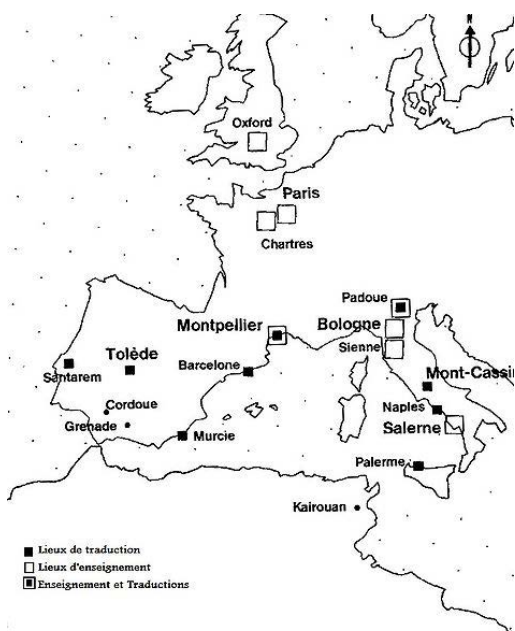 N
Oxford
Paris
Chartres
Padoue
Montpellier
Bologne
Sienne
Tolède
Barcelone
Santarem
Mont-Cassin
Cordoue
Naples
Grenade
Murcie
Salerne
Palerme
Kairouan
Lieux de traduction
Lieux d'enseignement
Enseignement et Traductions